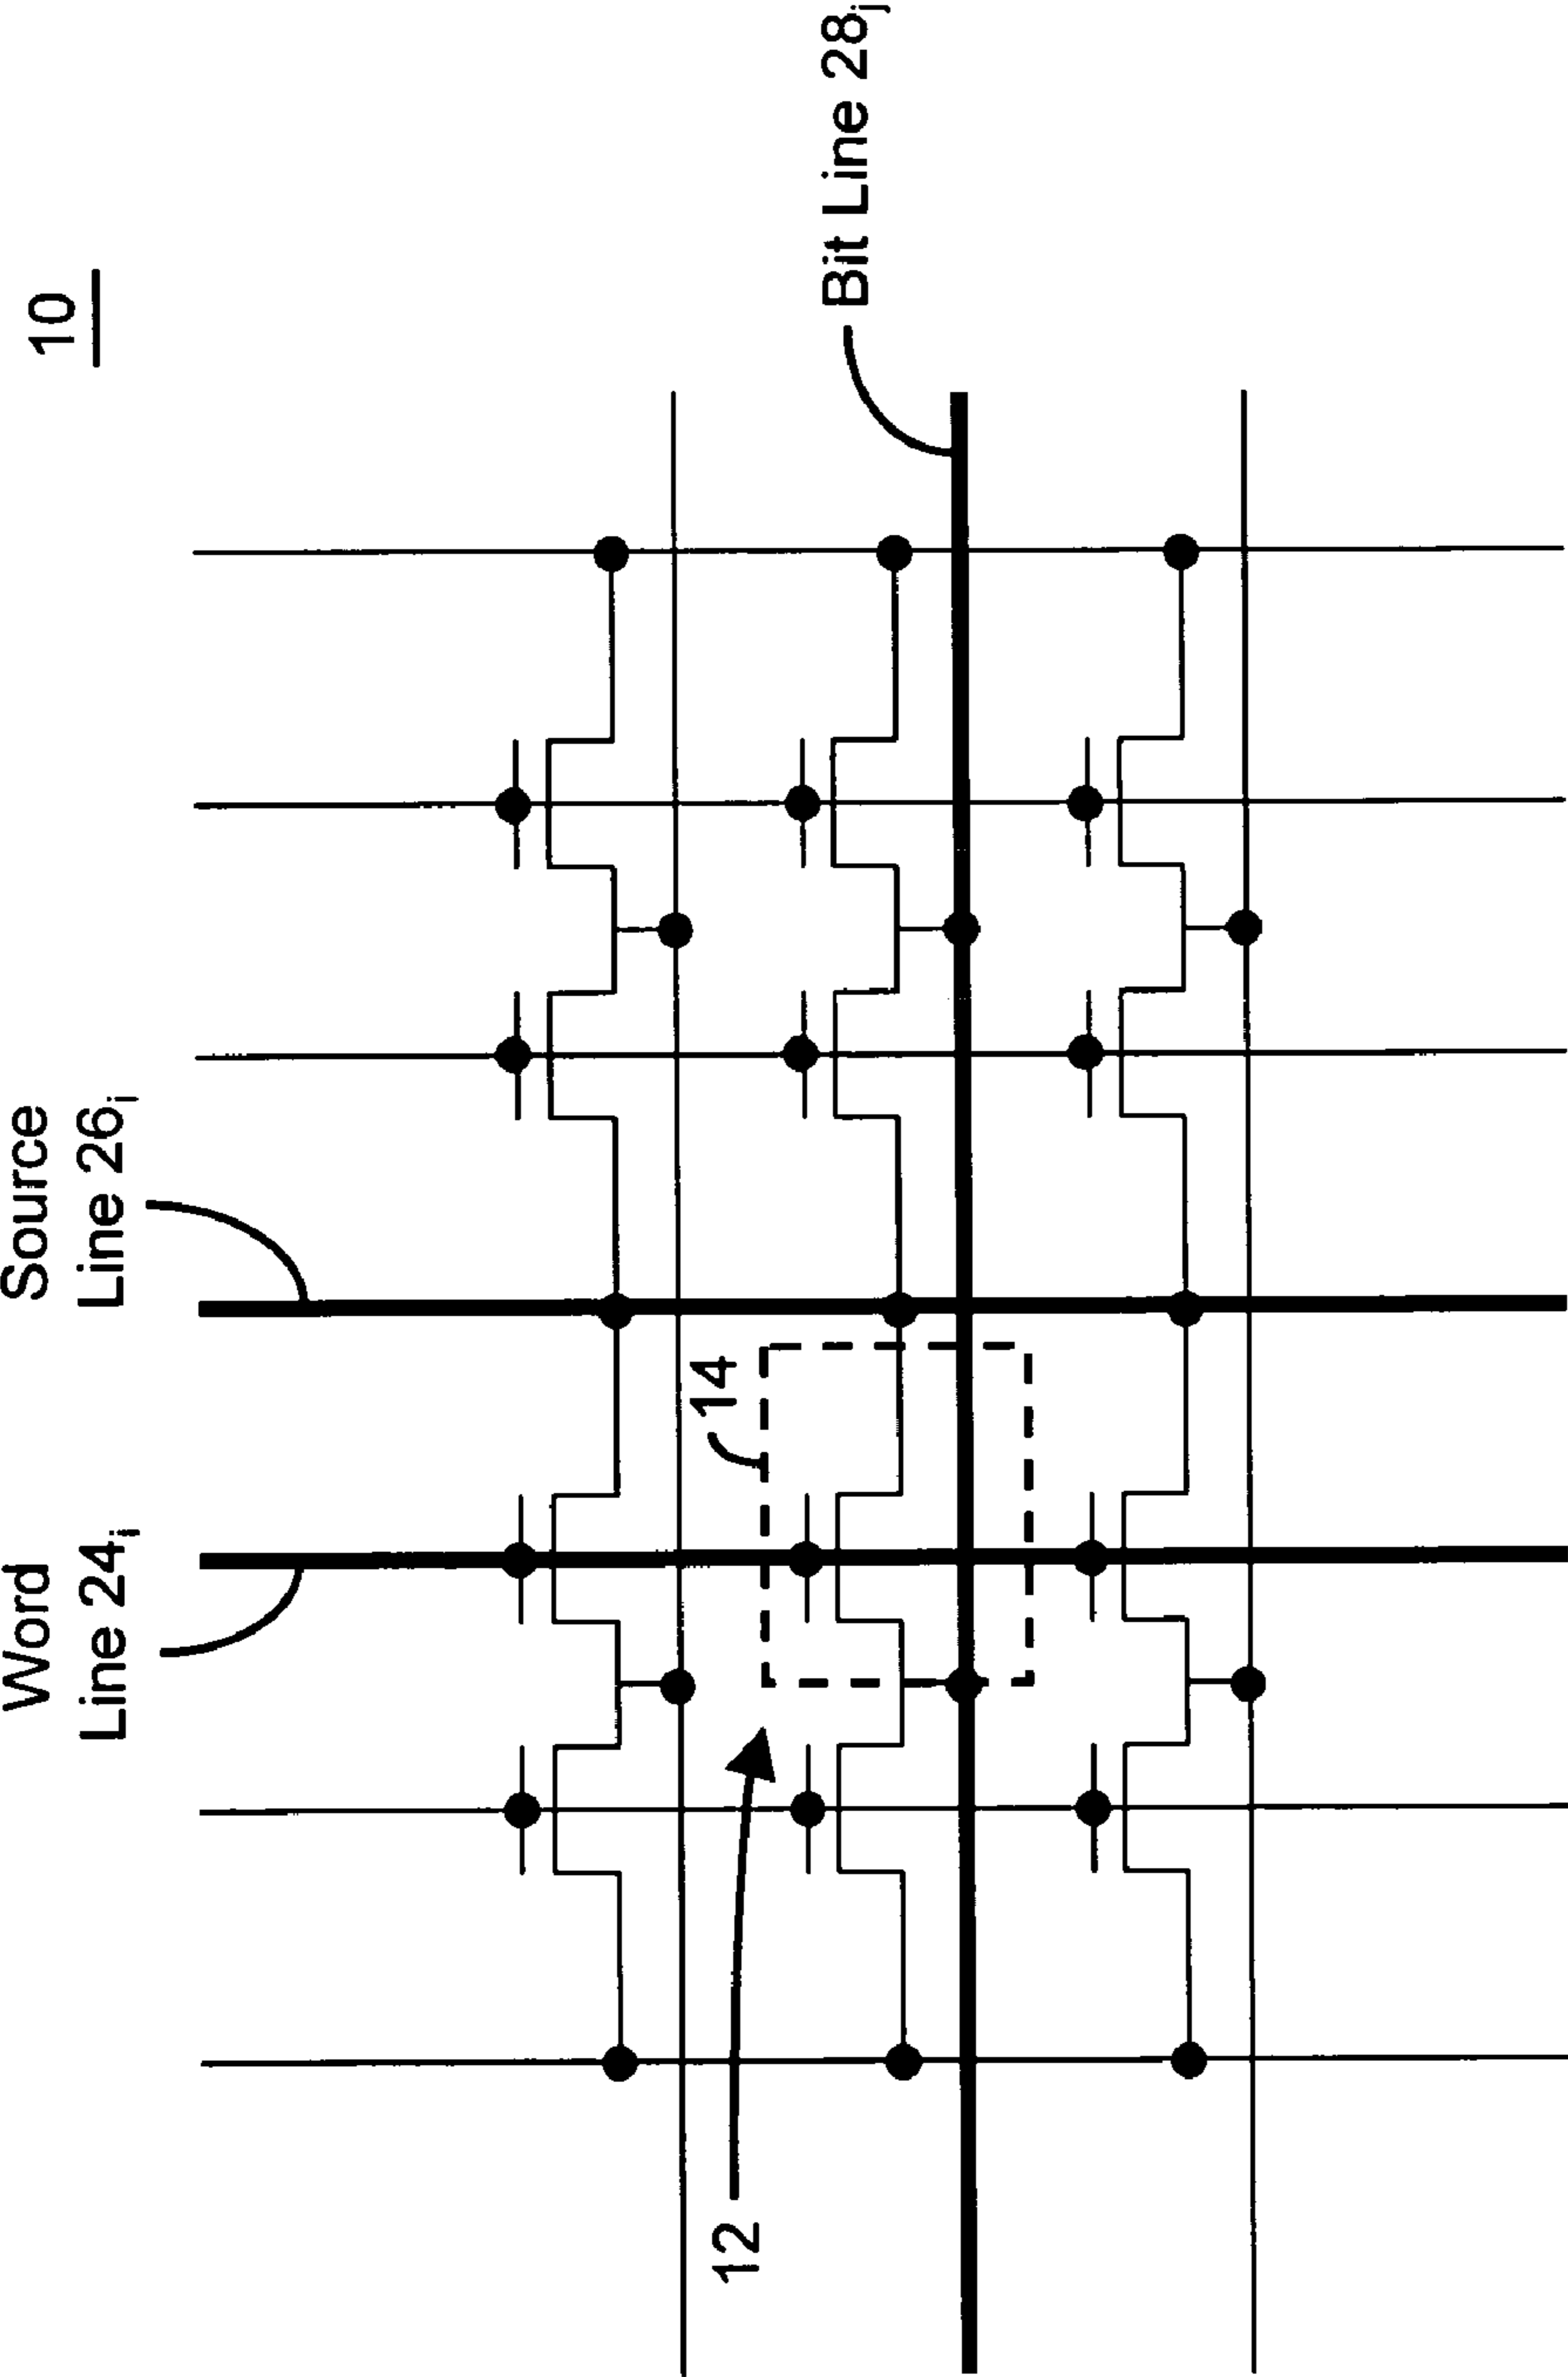 10
Word
Line 24ᵢ
Source
Line 26ᵢ
14
12
Bit Line 28ⱼ